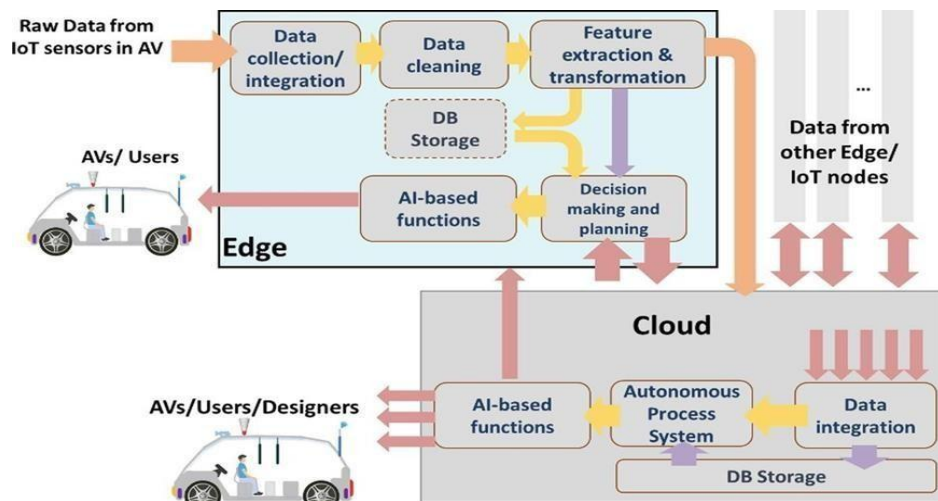 Raw Data from
IoT sensors in AV
Data
collection/
integration
Data
cleaning
Feature
extraction &
transformation
...
DB
Storage
Data from
other Edge/
IoT nodes
AVs/ Users
AI-based
functions
Decision
making and
planning
Edge
Cloud
AVs/Users/Designers
AI-based
functions
Autonomous
Process
System
Data
integration
DB Storage